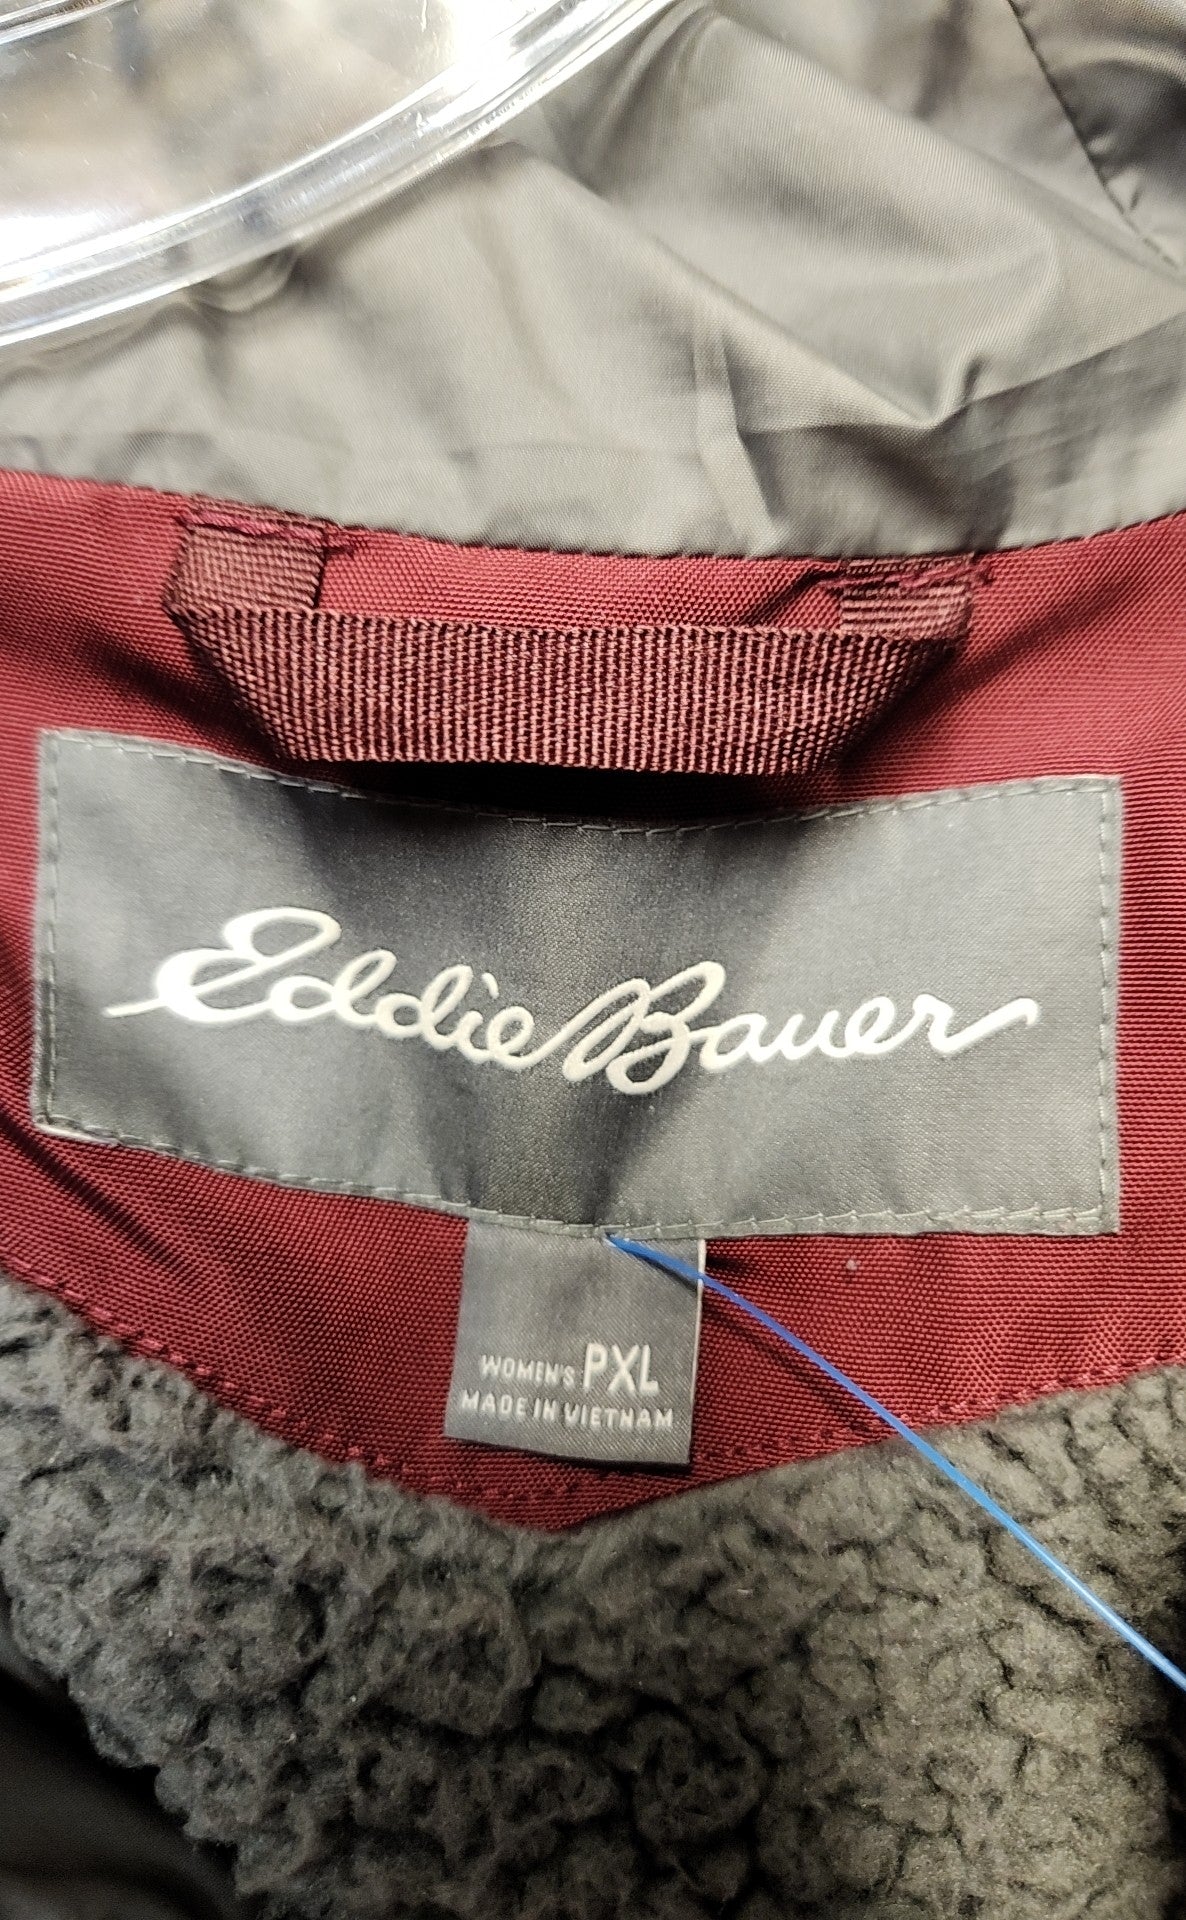 Eddie Bauer
WOMEN'S PXL
MADE IN VIETNAM